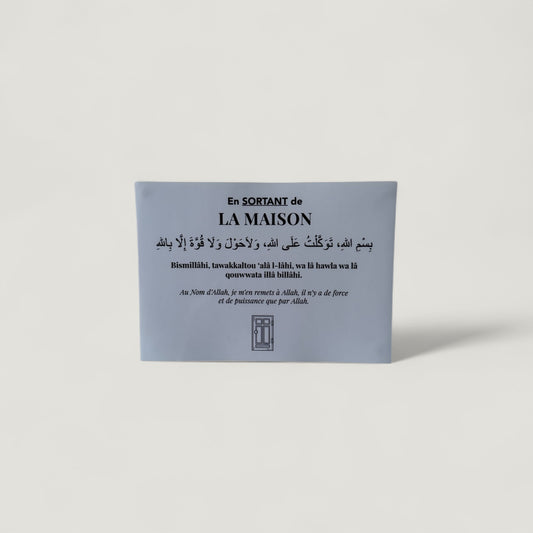 En SORTANT de
LA MAISON
بِسْمِ اللهِ، تَوَكَّلْتُ عَلَى اللهِ، وَلاَحَوْلَ وَلَا قُوَّةَ إِلَّا بِاللهِ
Bismillâhi, tawakkaltou 'alâ l-lâhi, wa lâ hawla wa lâ
qouwwata illâ billâhi.
Au Nom d'Allah, je m'en remets à Allah, il n'y a de force
et de puissance que par Allah.